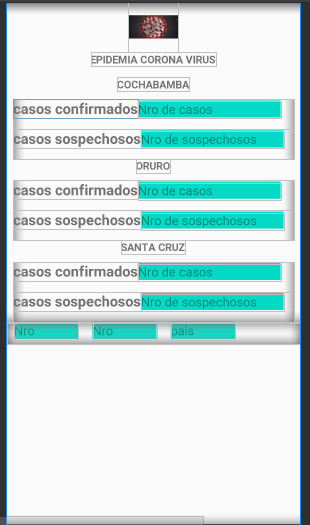 EPIDEMIA CORONA VIRUS
COCHABAMBA
casos confirmados Nro de casos
casos sospechosos Nro de sospechosos
ORURO
casos confirmados Nro de casos
casos sospechosos Nro de sospechosos
SANTA CRUZ
casos confirmados Nro de casos
casos sospechosos Nro de sospechosos
Nro Nro pais